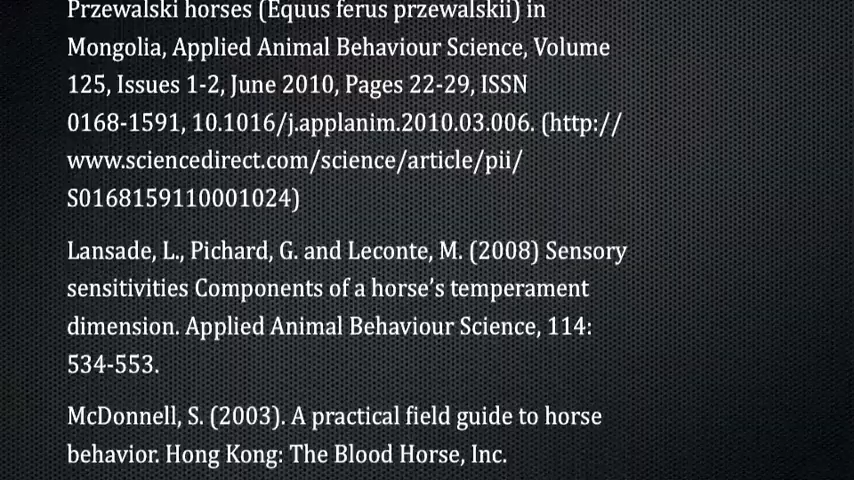 Przewalski horses (Equus ferus przewalskii) in
Mongolia, Applied Animal Behaviour Science, Volume
125, Issues 1-2, June 2010, Pages 22-29, ISSN
0168-1591, 10.1016/j.applanim.2010.03.006. (http://
www.sciencedirect.com/science/article/pii/
S0168159110001024)
Lansade, L., Pichard, G. and Leconte, M. (2008) Sensory
sensitivities Components of a horse’s temperament
dimension. Applied Animal Behaviour Science, 114:
534-553.
McDonnell, S. (2003). A practical field guide to horse
behavior. Hong Kong: The Blood Horse, Inc.